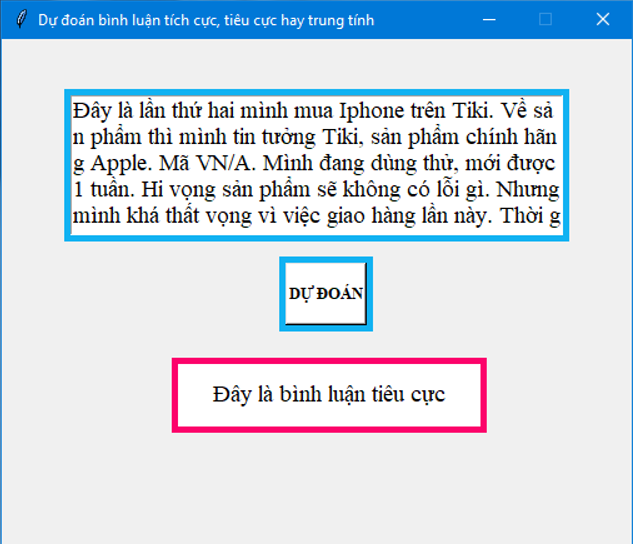 Dự đoán bình luận tích cực, tiêu cực hay trung tính
Đây là lần thứ hai mình mua Iphone trên Tiki. Về sả
n phẩm thì mình tin tưởng Tiki, sản phẩm chính hãn
g Apple. Mã VN/A. Mình đang dùng thử, mới được
1 tuần. Hi vọng sản phẩm sẽ không có lỗi gì. Nhưng
mình khá thất vọng vì việc giao hàng lần này. Thời g
DỰ ĐOÁN
Đây là bình luận tiêu cực